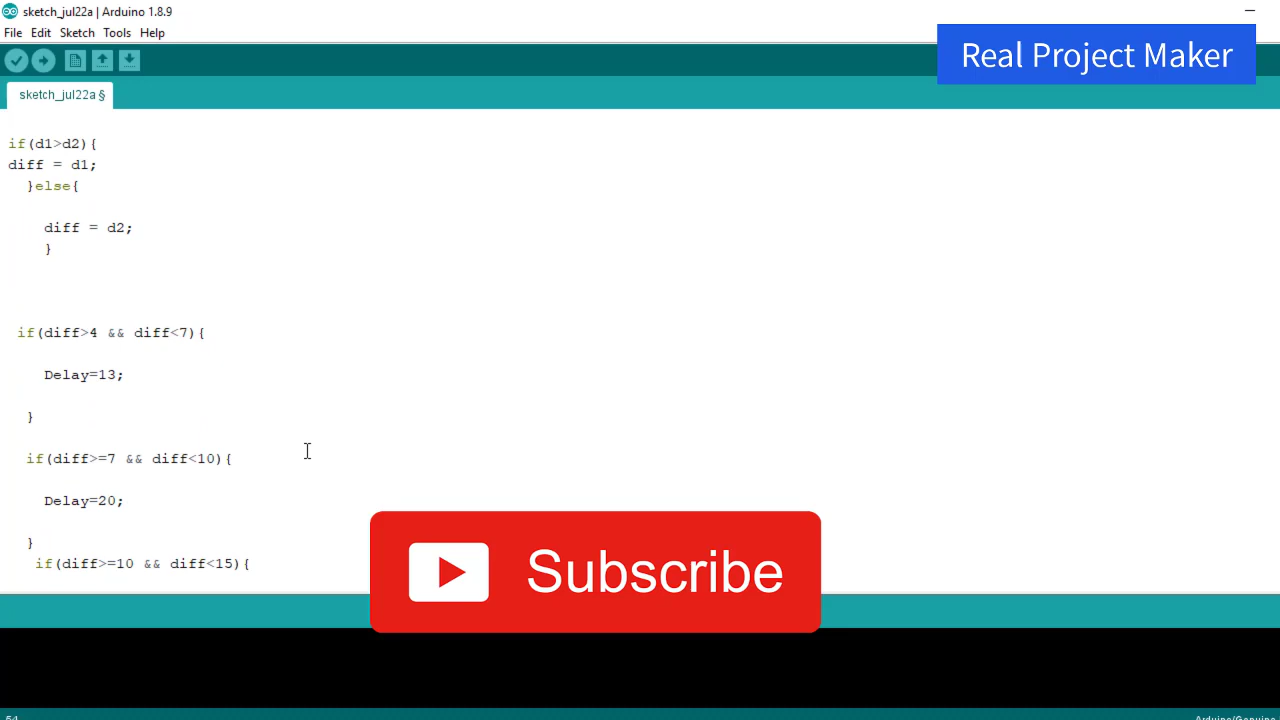 sketch_jul22a | Arduino 1.8.9
File Edit Sketch Tools Help
Real Project Maker
sketch_jul22a §
if(d1>d2){
diff = d1;
}else{
diff = d2;
}
if(diff>4 && diff<7){
Delay=13;
}
if(diff>=7 && diff<10){
Delay=20;
}
if(diff>=10 && diff<15){
Subscribe